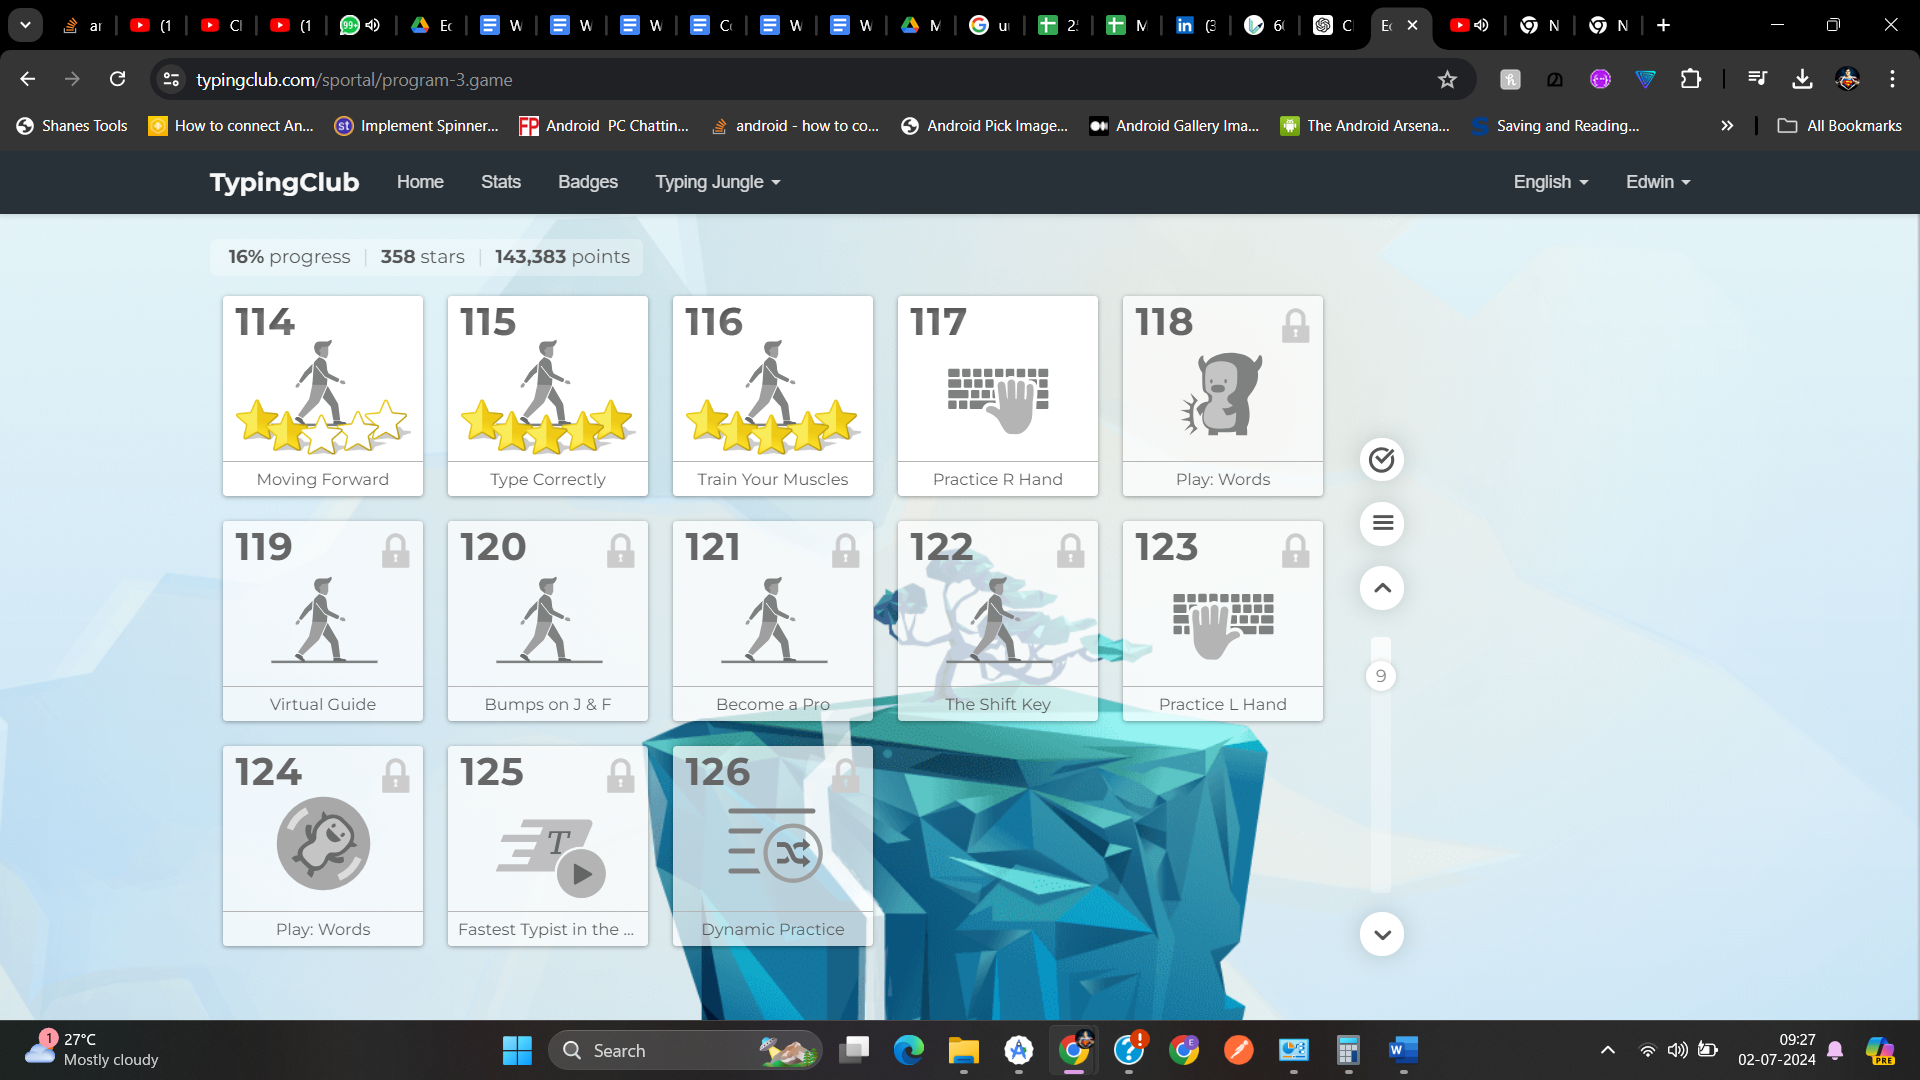 ar
(1
Cl
(1
99+
Ec
W
W
W
Cc
W
W
M
ui
2
M
(3
6(
Cl
Ec
N
N
typingclub.com/sportal/program-3.game
Shanes Tools
How to connect An...
Implement Spinner...
Android PC Chattin...
android - how to co...
Android Pick Image...
Android Gallery Ima...
The Android Arsena...
Saving and Reading...
All Bookmarks
TypingClub Home Stats Badges Typing Jungle English Edwin
16% progress 358 stars 143,383 points
114 115 116 117 118
Moving Forward Type Correctly Train Your Muscles Practice R Hand Play: Words
119 120 121 122 123
9
Virtual Guide Bumps on J & F Become a Pro The Shift Key Practice L Hand
124 125 126
T
Play: Words Fastest Typist in the ... Dynamic Practice
1
27°C
Mostly cloudy
Search
E
PRE
09:27
02-07-2024